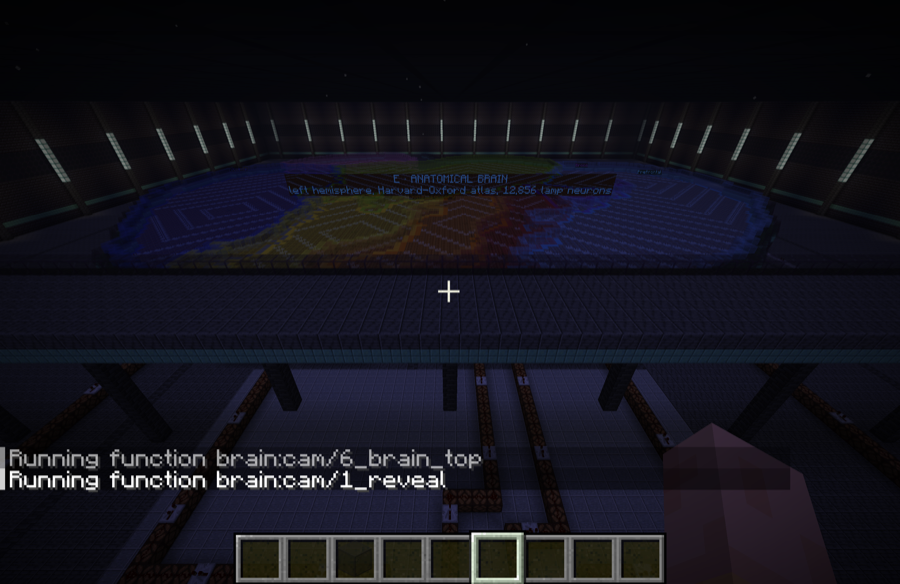 E - ANATOMICAL BRAIN
left hemisphere, Harvard-Oxford atlas, 12,656 lamp neurons
Running function brain:cam/6_brain_top
Running function brain:cam/1_reveal